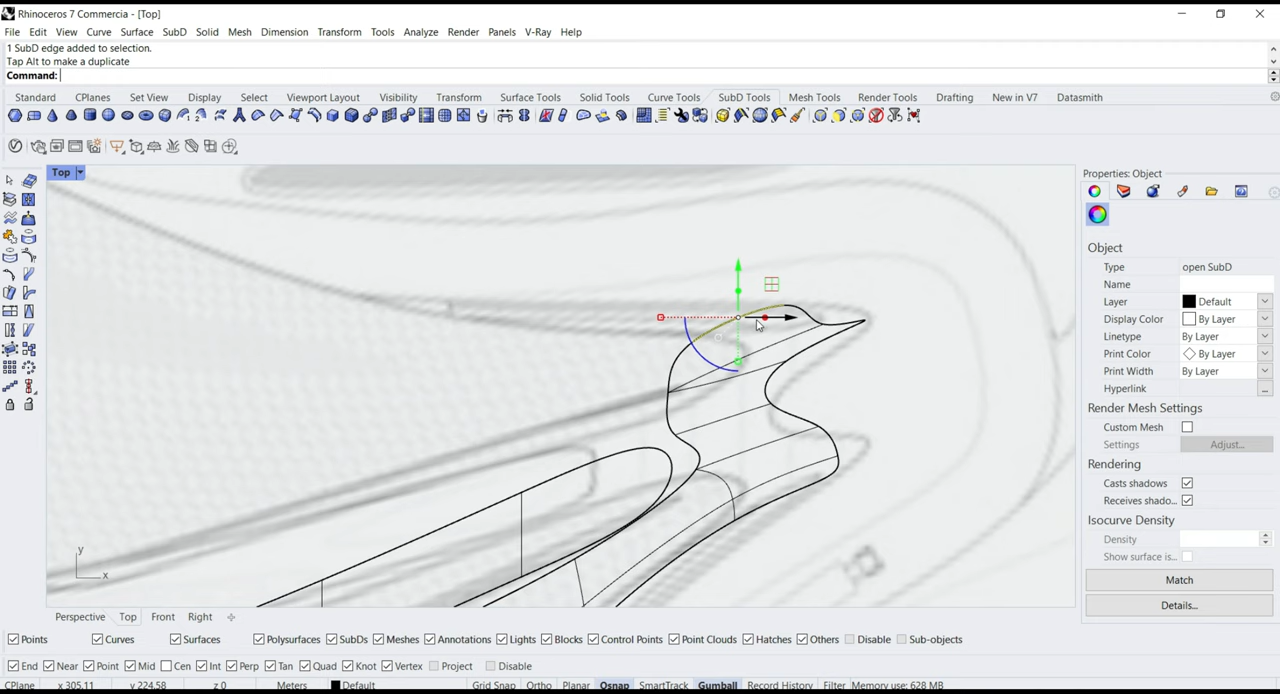 Rhinoceros 7 Commercia - [Top]
File Edit View Curve Surface SubD Solid Mesh Dimension Transform Tools Analyze Render Panels V-Ray Help
1 SubD edge added to selection.
Tap Alt to make a duplicate
Command:
Standard CPlanes Set View Display Select Viewport Layout Visibility Transform Surface Tools Solid Tools Curve Tools SubD Tools Mesh Tools Render Tools Drafting New in V7 Datasmith
Top
Properties: Object
Object
Type open SubD
Name
Layer Default
Display Color By Layer
Linetype By Layer
Print Color By Layer
Print Width By Layer
Hyperlink ...
Render Mesh Settings
Custom Mesh
Settings Adjust...
Rendering
Casts shadows
Receives shado...
Isocurve Density
Density
Show surface is...
Match
Details...
y
x
Perspective Top Front Right
Points Curves Surfaces Polysurfaces SubDs Meshes Annotations Lights Blocks Control Points Point Clouds Hatches Others Disable Sub-objects
End Near Point Mid Cen Int Perp Tan Quad Knot Vertex Project Disable
CPlane x 305.11 y 224.58 z 0 Meters Default Grid Snap Ortho Planar Osnap SmartTrack Gumball Record History Filter Memory use: 628 MB